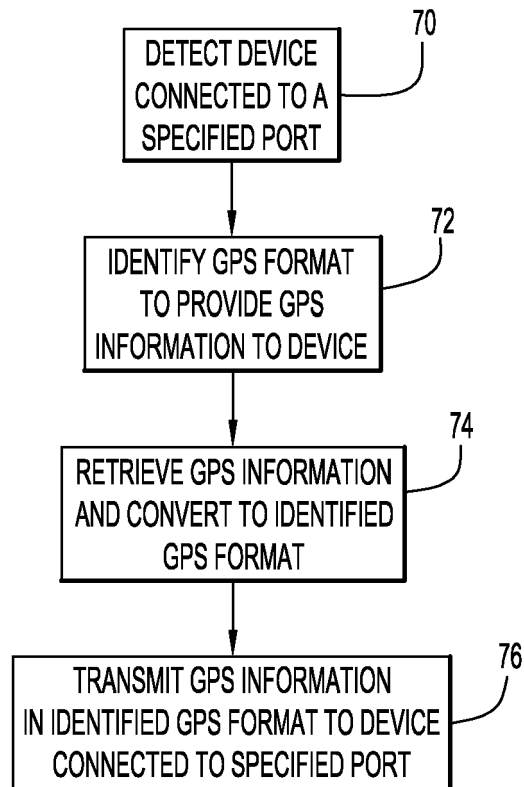 70
DETECT DEVICE
CONNECTED TO A
SPECIFIED PORT
72
IDENTIFY GPS FORMAT
TO PROVIDE GPS
INFORMATION TO DEVICE
74
RETRIEVE GPS INFORMATION
AND CONVERT TO IDENTIFIED
GPS FORMAT
76
TRANSMIT GPS INFORMATION
IN IDENTIFIED GPS FORMAT TO DEVICE
CONNECTED TO SPECIFIED PORT